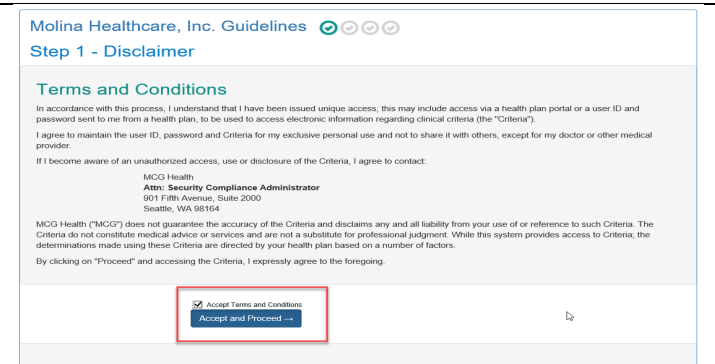 Molina Healthcare, Inc. Guidelines
Step 1 - Disclaimer
Terms and Conditions
In accordance with this process, I understand that I have been issued unique access; this may include access via a health plan portal or a user ID and
password sent to me from a health plan, to be used to access electronic information regarding clinical criteria (the "Criteria").
I agree to maintain the user ID, password and Criteria for my exclusive personal use and not to share it with others, except for my doctor or other medical
provider.
If I become aware of an unauthorized access, use or disclosure of the Criteria, I agree to contact:
MCG Health
Attn: Security Compliance Administrator
901 Fifth Avenue, Suite 2000
Seattle, WA 98164
MCG Health ("MCG") does not guarantee the accuracy of the Criteria and disclaims any and all liability from your use of or reference to such Criteria. The
Criteria do not constitute medical advice or services and are not a substitute for professional judgment. While this system provides access to Criteria; the
determinations made using these Criteria are directed by your health plan based on a number of factors.
By clicking on "Proceed" and accessing the Criteria, I expressly agree to the foregoing.
Accept Terms and Conditions
Accept and Proceed →